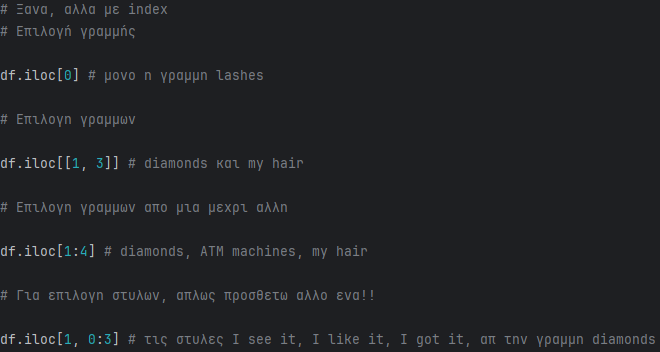 # Ξανα, αλλα με index
# Επιλογή γραμμής
df.iloc[0] # μονο η γραμμη lashes
# Επιλογη γραμμων
df.iloc[[1, 3]] # diamonds και my hair
# Επιλογη γραμμων απο μια μεχρι αλλη
df.iloc[1:4] # diamonds, ATM machines, my hair
# Για επιλογη στυλων, απλως προσθετω αλλο ενα!!
df.iloc[1, 0:3] # τις στυλες I see it, I like it, I got it, απ την γραμμη diamonds